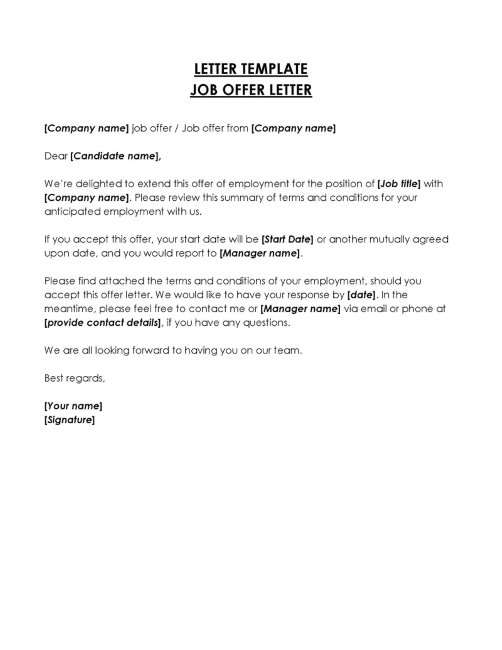 LETTER TEMPLATE
JOB OFFER LETTER
[Company name] job offer / Job offer from [Company name]
Dear [Candidate name],
We’re delighted to extend this offer of employment for the position of [Job title] with
[Company name]. Please review this summary of terms and conditions for your
anticipated employment with us.
If you accept this offer, your start date will be [Start Date] or another mutually agreed
upon date, and you would report to [Manager name].
Please find attached the terms and conditions of your employment, should you
accept this offer letter. We would like to have your response by [date]. In the
meantime, please feel free to contact me or [Manager name] via email or phone at
[provide contact details], if you have any questions.
We are all looking forward to having you on our team.
Best regards,
[Your name]
[Signature]